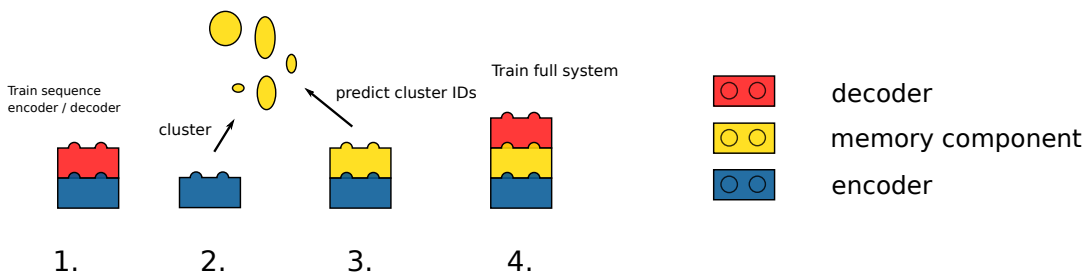 Train sequence
encoder / decoder
cluster
predict cluster IDs
Train full system
decoder
memory component
encoder
1.
2.
3.
4.